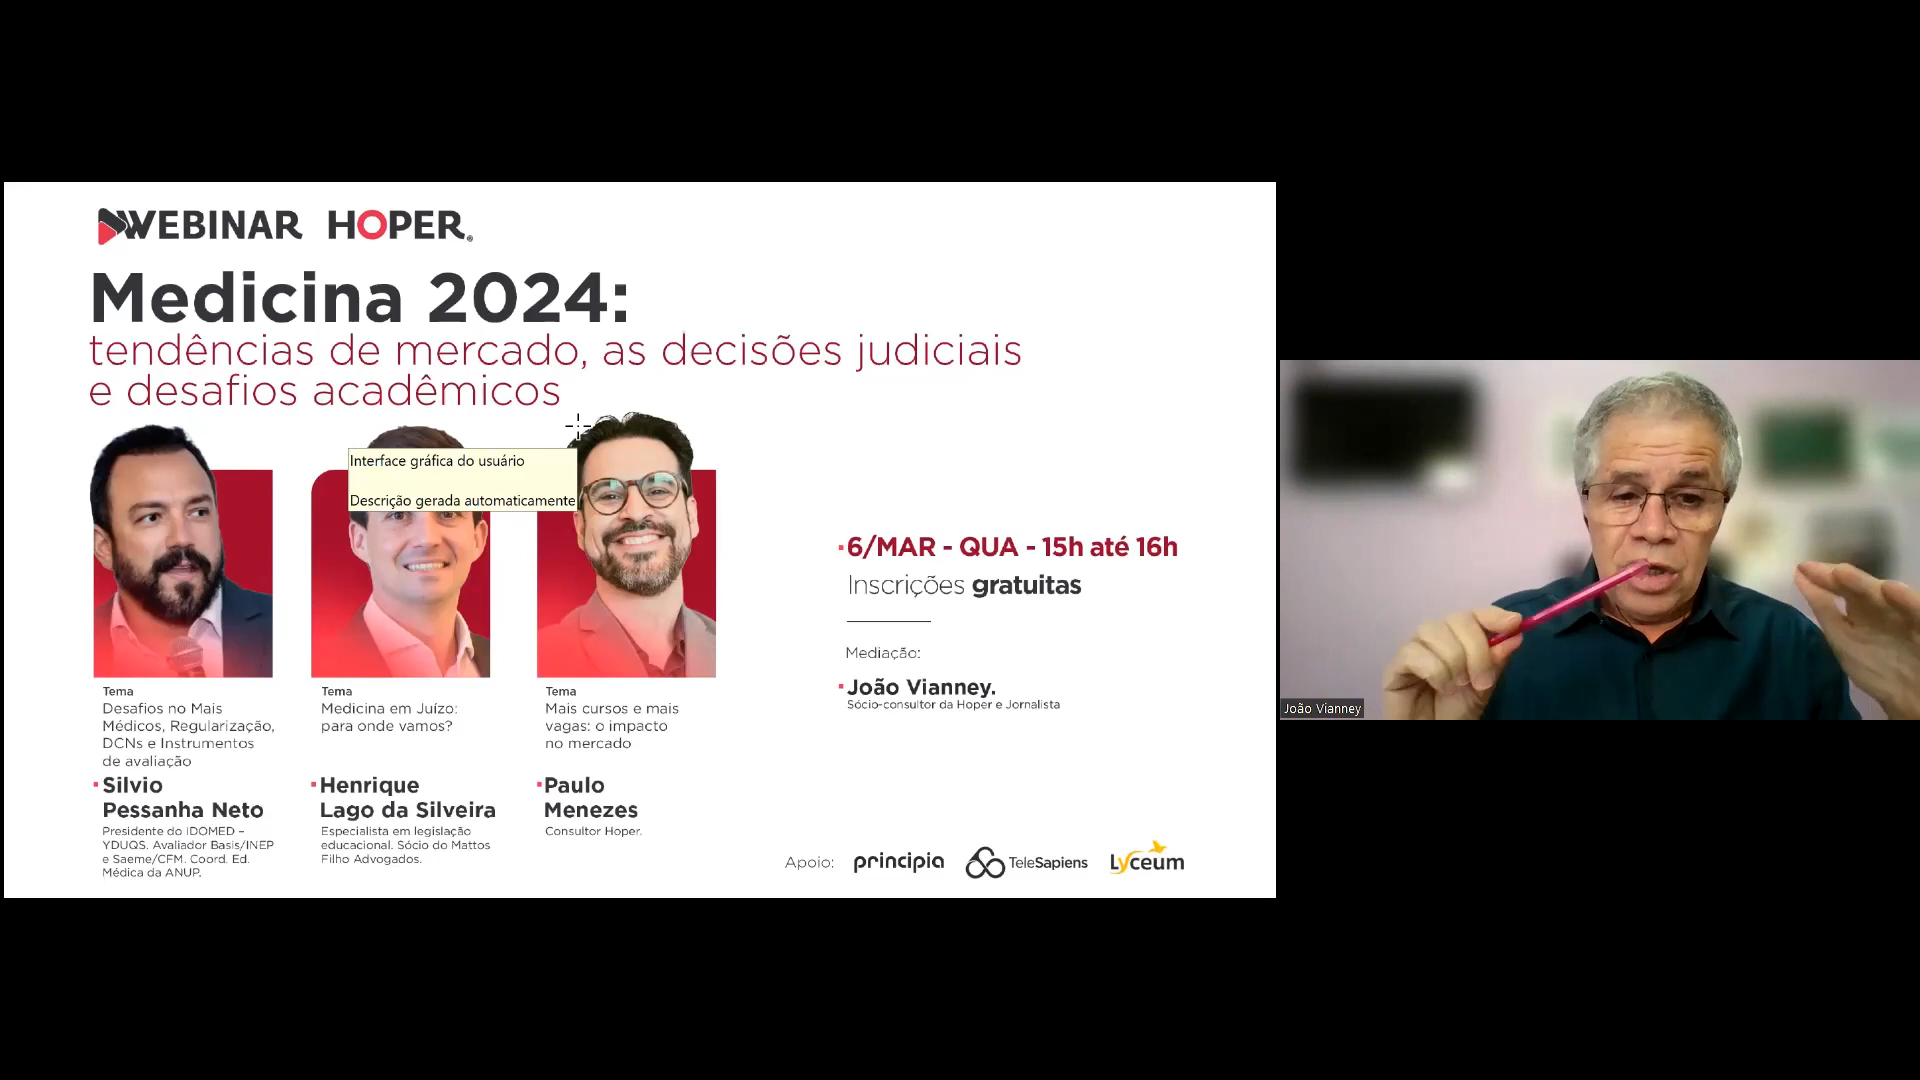 WEBINAR HOPER®
Medicina 2024:
tendências de mercado, as decisões judiciais
e desafios acadêmicos
Interface gráfica do usuário
Descrição gerada automaticamente
Tema
Desafios no Mais
Médicos, Regularização,
DCNs e Instrumentos
de avaliação
Silvio
Pessanha Neto
Presidente do IDOMED –
YDUQS. Avaliador Basis/INEP
e Saeme/CFM. Coord. Ed.
Médica da ANUP.
Tema
Medicina em Juízo:
para onde vamos?
Henrique
Lago da Silveira
Especialista em legislação
educacional. Sócio do Mattos
Filho Advogados.
Tema
Mais cursos e mais
vagas: o impacto
no mercado
Paulo
Menezes
Consultor Hoper.
6/MAR - QUA - 15h até 16h
Inscrições gratuitas
Mediação:
João Vianney.
Sócio-consultor da Hoper e Jornalista
Apoio: principia TeleSapiens Lyceum
João Vianney